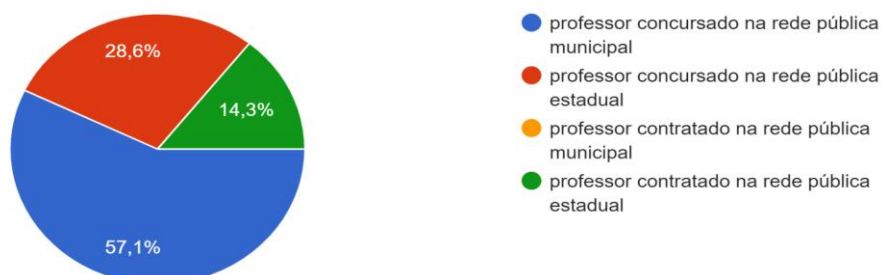 28,6%
14,3%
57,1%
professor concursado na rede pública
municipal
professor concursado na rede pública
estadual
professor contratado na rede pública
municipal
professor contratado na rede pública
estadual